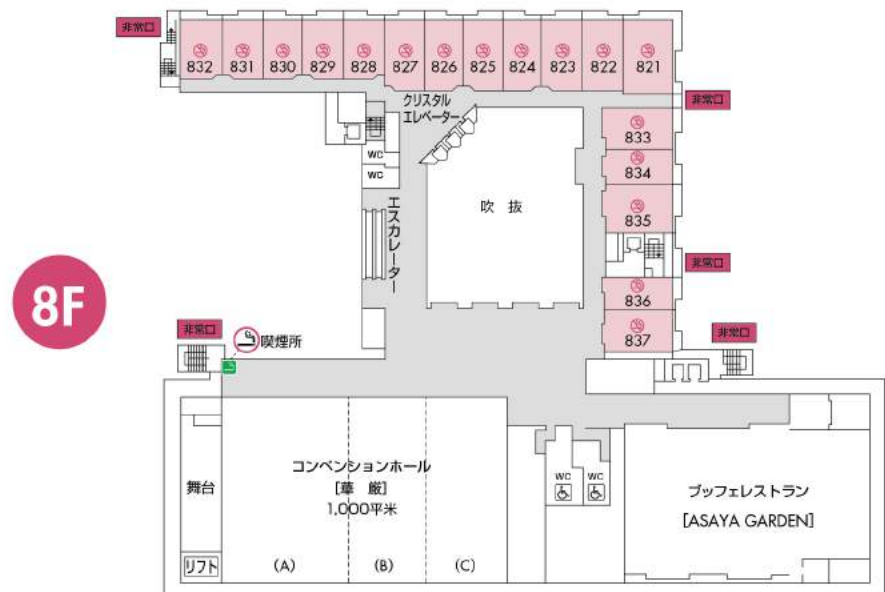 8F
非常口
832
831
830
829
828
827
826
825
824
823
822
821
クリスタル
エレベーター
非常口
833
834
835
WC
WC
エスカレーター
吹 抜
非常口
836
837
非常口
喫煙所
非常口
舞台
リフト
コンベンションホール
[華 厳]
1,000平米
(A)
(B)
(C)
WC
WC
ブッフェレストラン
[ASAYA GARDEN]